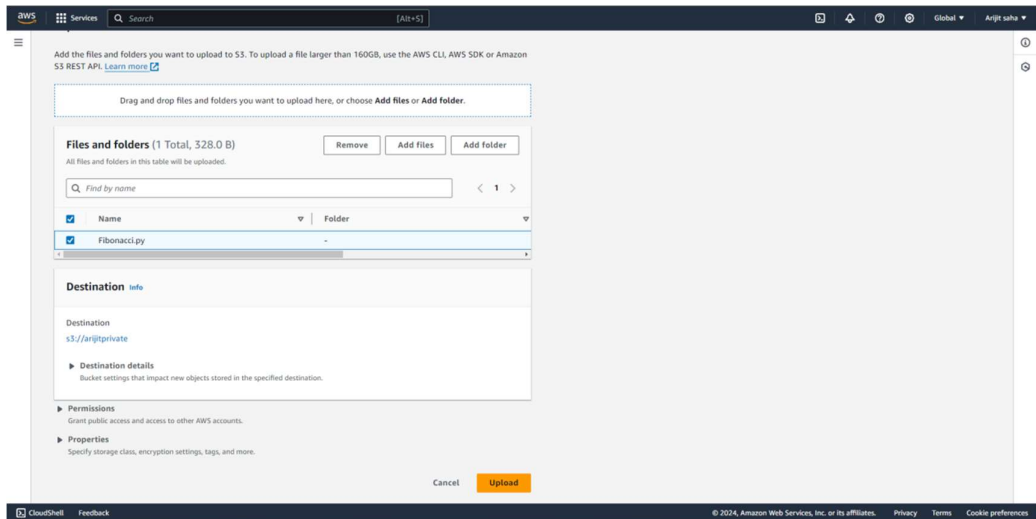 aws Services Search [Alt+S] Global Arijit saha
Add the files and folders you want to upload to S3. To upload a file larger than 160GB, use the AWS CLI, AWS SDK or Amazon
S3 REST API. Learn more
Drag and drop files and folders you want to upload here, or choose Add files or Add folder.
Files and folders (1 Total, 328.0 B) Remove Add files Add folder
All files and folders in this table will be uploaded.
Find by name 1
Name Folder
Fibonacci.py -
Destination Info
Destination
s3://arijitprivate
Destination details
Bucket settings that impact new objects stored in the specified destination.
Permissions
Grant public access and access to other AWS accounts.
Properties
Specify storage class, encryption settings, tags, and more.
Cancel Upload
CloudShell Feedback © 2024, Amazon Web Services, Inc. or its affiliates. Privacy Terms Cookie preferences